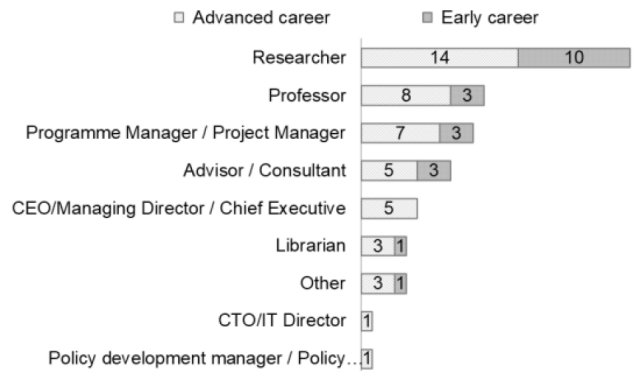 Advanced career Early career
Researcher 14 10
Professor 8 3
Programme Manager / Project Manager 7 3
Advisor / Consultant 5 3
CEO/Managing Director / Chief Executive 5
Librarian 3 1
Other 3 1
CTO/IT Director 1
Policy development manager / Policy... 1